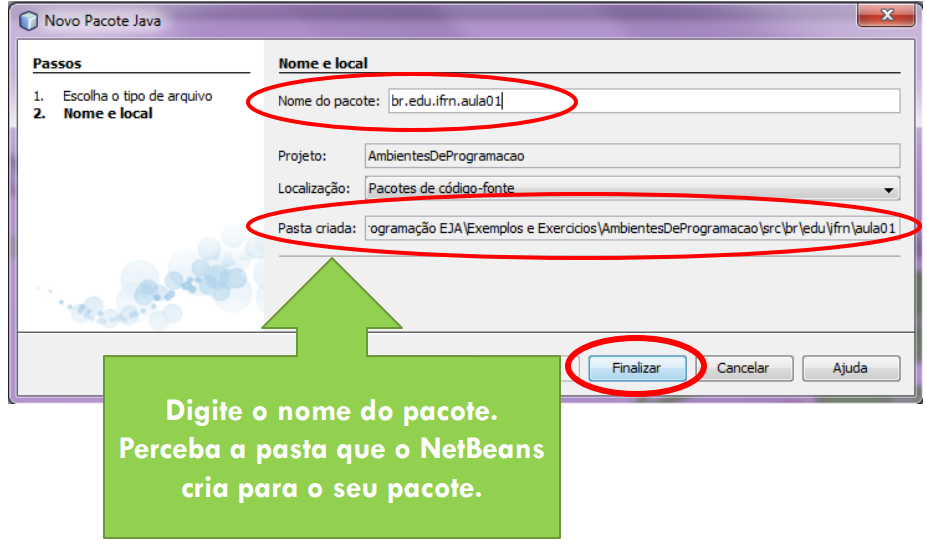 Novo Pacote Java
Passos
1. Escolha o tipo de arquivo
2. Nome e local
Nome e local
Nome do pacote: br.edu.ifrn.aula01
Projeto: AmbientesDeProgramacao
Localização: Pacotes de código-fonte
Pasta criada: rogramação EJA\Exemplos e Exercicios\AmbientesDeProgramacao\src\br\edu\ifrn\aula01
Finalizar Cancelar Ajuda
Digite o nome do pacote.
Perceba a pasta que o NetBeans
cria para o seu pacote.